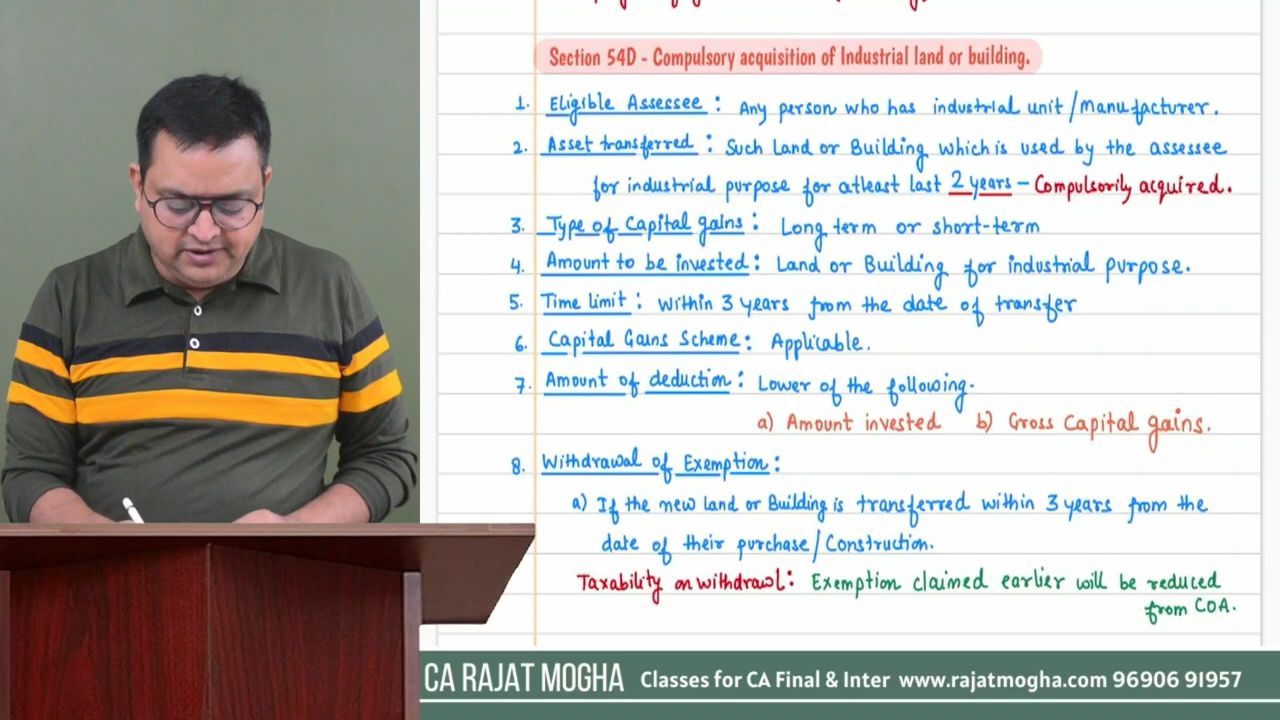 Section 54D - Compulsory acquisition of Industrial land or building.
1. Eligible Assessee : Any person who has industrial unit / manufacturer.
2. Asset transferred : Such Land or Building which is used by the assessee
for industrial purpose for atleast last 2 years - Compulsorily acquired.
3. Type of Capital gains : Long term or short-term
4. Amount to be invested : Land or Building for industrial purpose.
5. Time limit : within 3 years from the date of transfer
6. Capital Gains Scheme : Applicable.
7. Amount of deduction : Lower of the following-
a) Amount invested b) Gross Capital gains.
8. Withdrawal of Exemption :
a) If the new land or Building is transferred within 3 years from the
date of their purchase / Construction.
Taxability on withdrawl : Exemption claimed earlier will be reduced
from COA.
CA RAJAT MOGHA Classes for CA Final & Inter www.rajatmogha.com 96906 91957